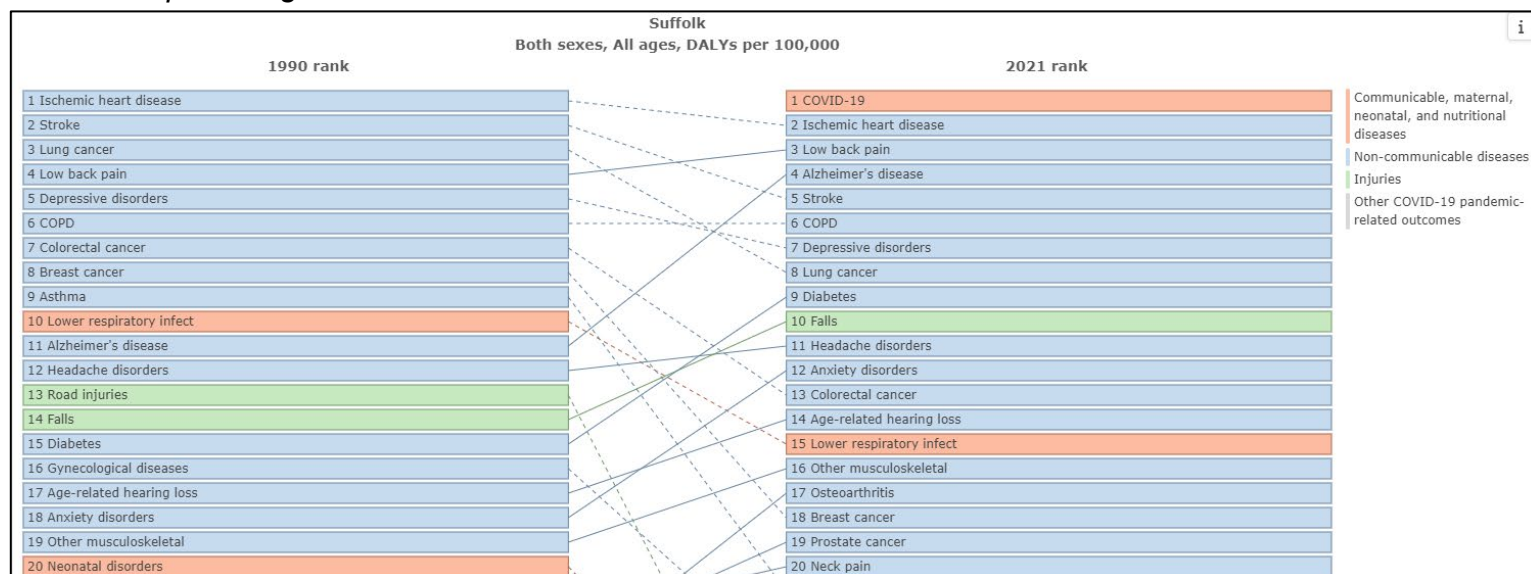 Suffolk
Both sexes, All ages, DALYs per 100,000
1990 rank
1 Ischemic heart disease
2 Stroke
3 Lung cancer
4 Low back pain
5 Depressive disorders
6 COPD
7 Colorectal cancer
8 Breast cancer
9 Asthma
10 Lower respiratory infect
11 Alzheimer's disease
12 Headache disorders
13 Road injuries
14 Falls
15 Diabetes
16 Gynecological diseases
17 Age-related hearing loss
18 Anxiety disorders
19 Other musculoskeletal
20 Neonatal disorders
2021 rank
1 COVID-19
2 Ischemic heart disease
3 Low back pain
4 Alzheimer's disease
5 Stroke
6 COPD
7 Depressive disorders
8 Lung cancer
9 Diabetes
10 Falls
11 Headache disorders
12 Anxiety disorders
13 Colorectal cancer
14 Age-related hearing loss
15 Lower respiratory infect
16 Other musculoskeletal
17 Osteoarthritis
18 Breast cancer
19 Prostate cancer
20 Neck pain
i
Communicable, maternal,
neonatal, and nutritional
diseases
Non-communicable diseases
Injuries
Other COVID-19 pandemic-
related outcomes